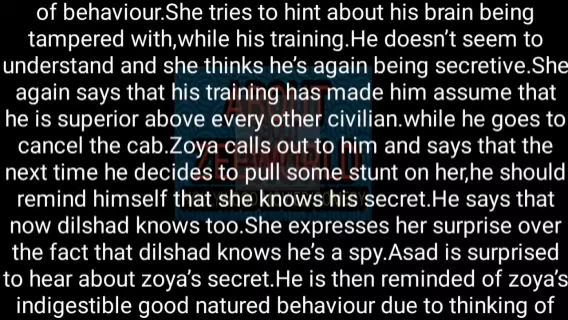 of behaviour.She tries to hint about his brain being
tampered with,while his training.He doesn't seem to
understand and she thinks he's again being secretive.She
again says that his training has made him assume that
he is superior above every other civilian.while he goes to
cancel the cab.Zoya calls out to him and says that the
next time he decides to pull some stunt on her,he should
remind himself that she knows his secret.He says that
now dilshad knows too.She expresses her surprise over
the fact that dilshad knows he's a spy.Asad is surprised
to hear about zoya's secret.He is then reminded of zoya's
indigestible good natured behaviour due to thinking of
ABOUT
ZEEWORLD